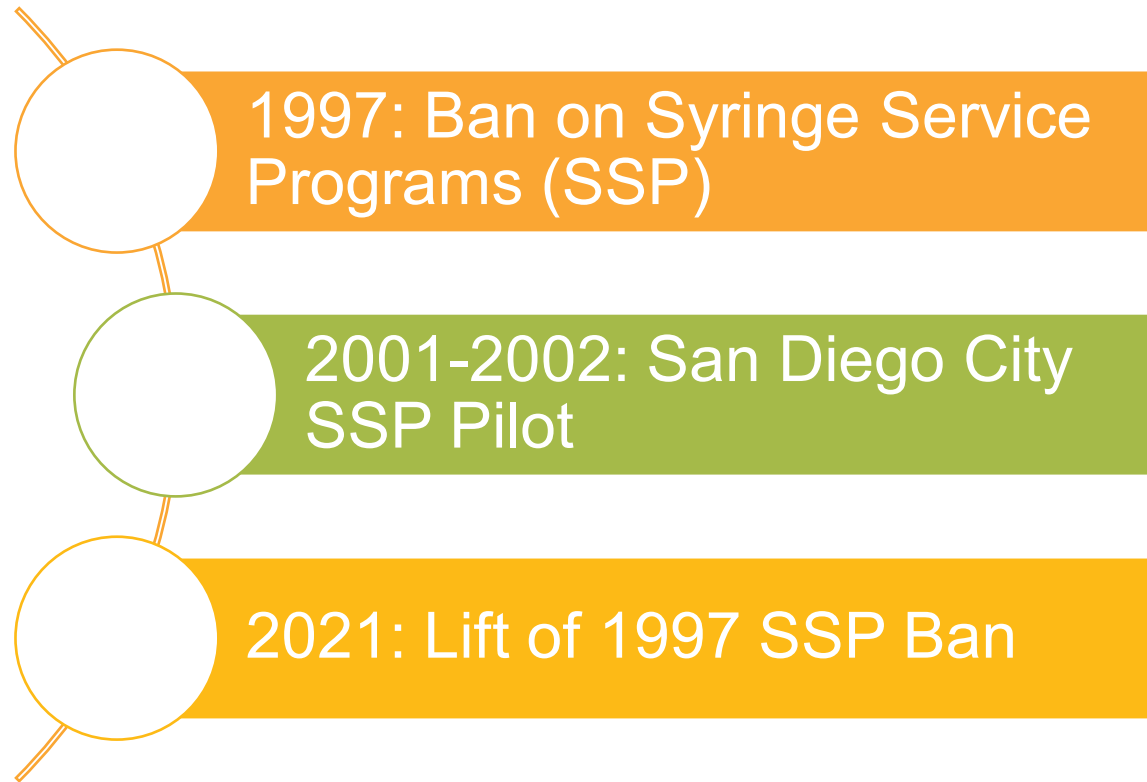 1997: Ban on Syringe Service
Programs (SSP)
2001-2002: San Diego City
SSP Pilot
2021: Lift of 1997 SSP Ban